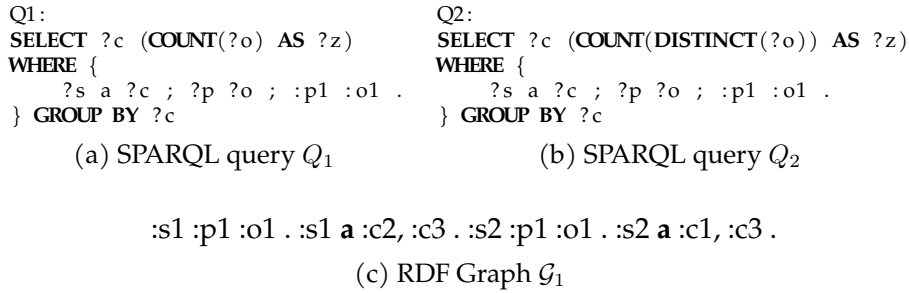 Q1:
SELECT ?c (COUNT(?o) AS ?z)
WHERE {
?s a ?c ; ?p ?o ; :p1 :o1 .
} GROUP BY ?c
(a) SPARQL query Q1
Q2:
SELECT ?c (COUNT(DISTINCT(?o)) AS ?z)
WHERE {
?s a ?c ; ?p ?o ; :p1 :o1 .
} GROUP BY ?c
(b) SPARQL query Q2
:s1 :p1 :o1 . :s1 a :c2, :c3 . :s2 :p1 :o1 . :s2 a :c1, :c3 .
(c) RDF Graph G1